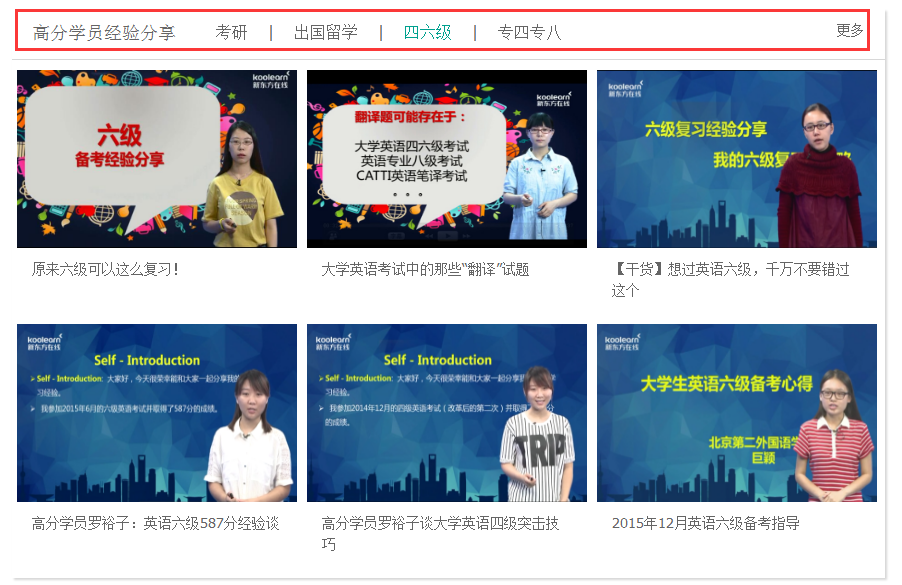 高分学员经验分享 考研 | 出国留学 | 四六级 | 专四专八 更多
koolearn
新东方在线
六级
备考经验分享
koolearn
新东方在线
翻译题可能存在于：
大学英语四六级考试
英语专业八级考试
CATTI英语笔译考试
koolearn
新东方在线
六级复习经验分享
我的六级复
原来六级可以这么复习！
大学英语考试中的那些“翻译”试题
【干货】想过英语六级，千万不要错过
这个
koolearn
新东方在线
Self - Introduction
Self - Introduction: 大家好，今天很荣幸能和大家一起分享我的
习经验。
我参加2015年6月的六级英语考试并取得了587分的成绩。
koolearn
新东方在线
Self - Introduction
Self - Introduction: 大家好，今天很荣幸能和大家一起分享
习经验。
我参加2014年12月的四级英语考试（改革后的第二次）并取得
的成绩。
TRIP
koolearn
新东方在线
大学生英语六级备考心得
北京第二外国语学
巨颖
高分学员罗裕子：英语六级587分经验谈
高分学员罗裕子谈大学英语四级突击技
巧
2015年12月英语六级备考指导